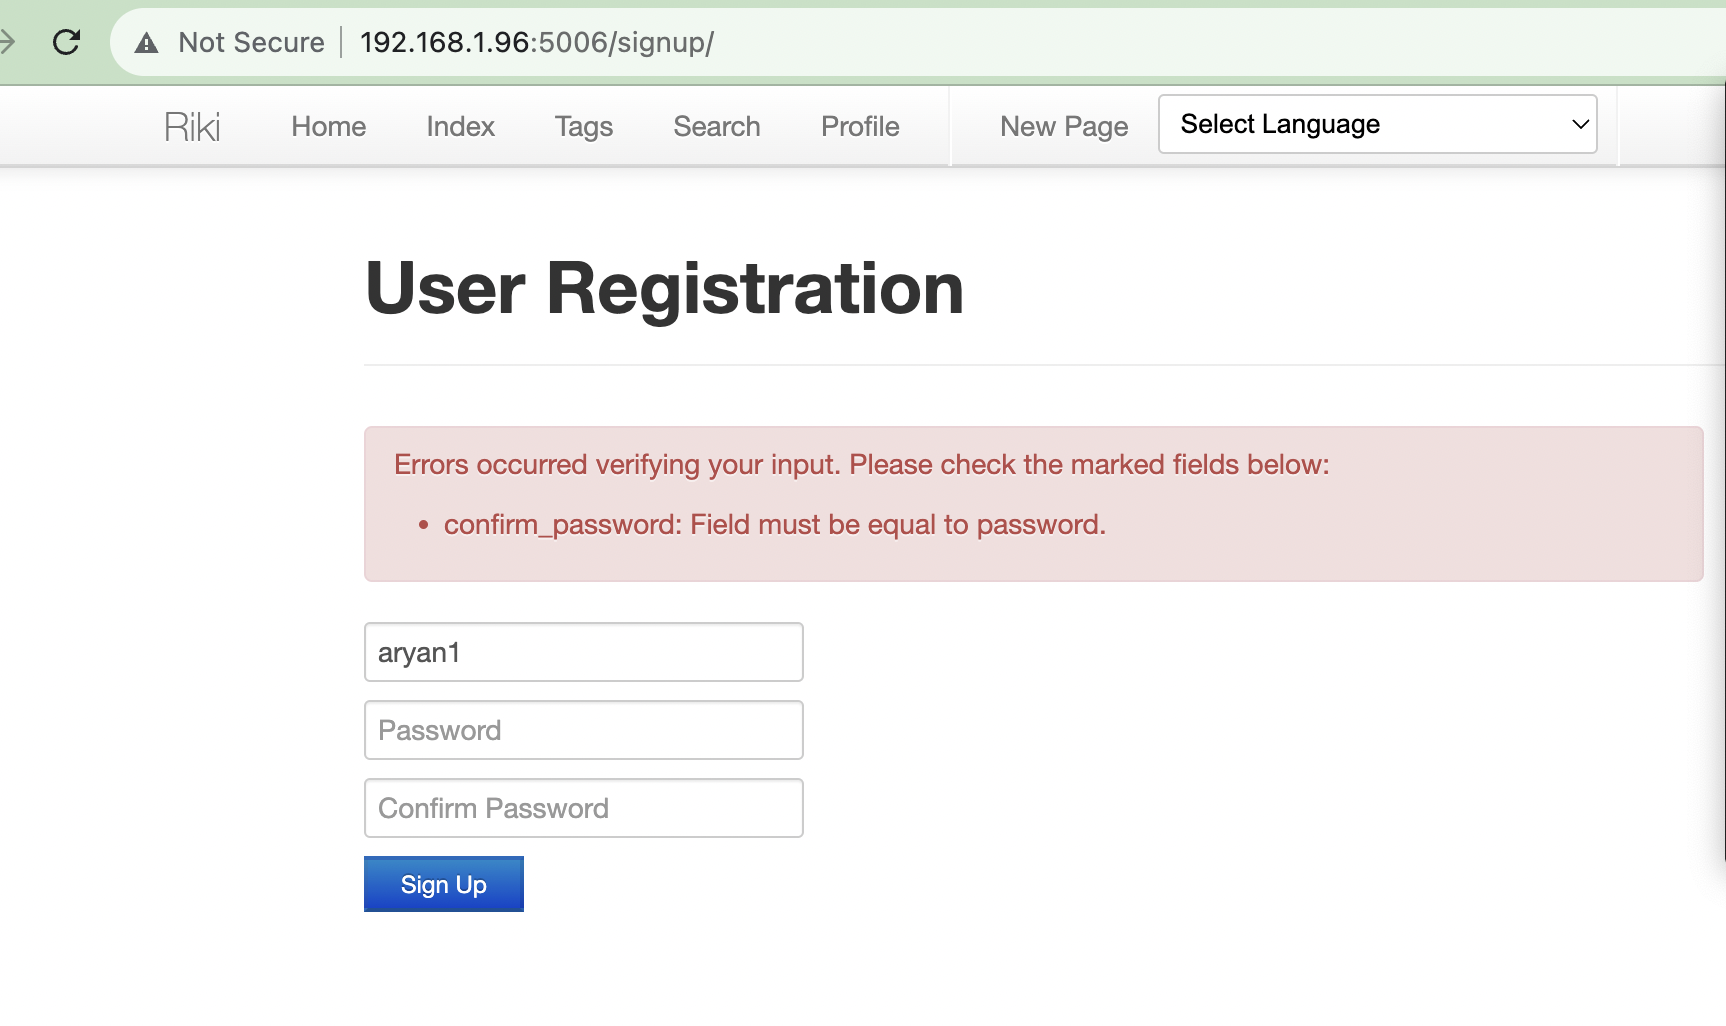 Not Secure 192.168.1.96:5006/signup/
Riki Home Index Tags Search Profile New Page Select Language
User Registration
Errors occurred verifying your input. Please check the marked fields below:
• confirm_password: Field must be equal to password.
aryan1
Password
Confirm Password
Sign Up